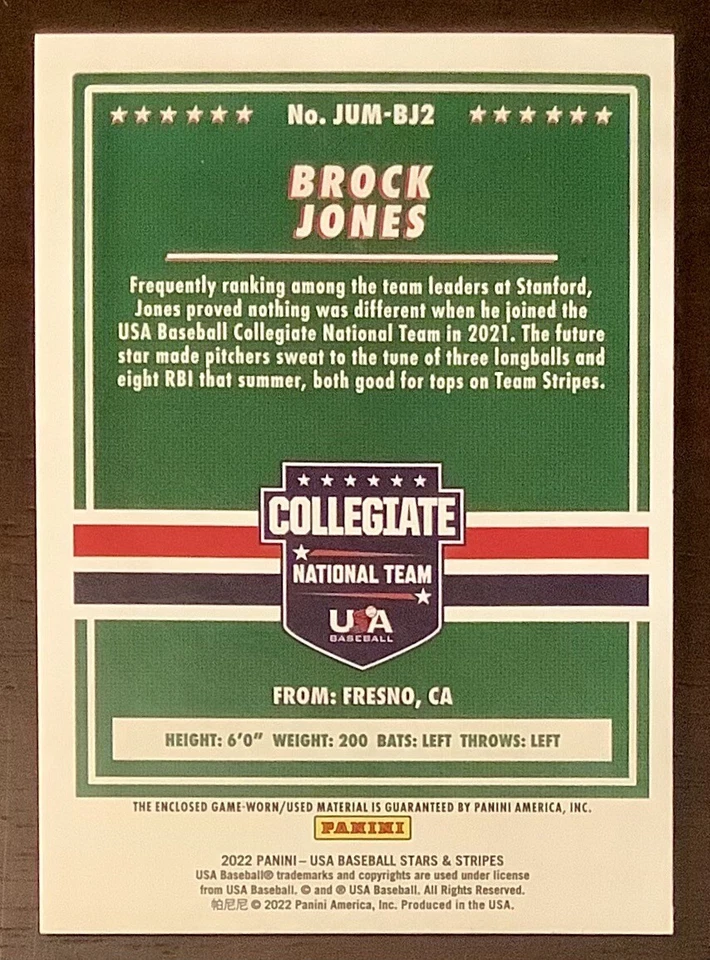 No. JUM-BJ2
BROCK
JONES
Frequently ranking among the team leaders at Stanford,
Jones proved nothing was different when he joined the
USA Baseball Collegiate National Team in 2021. The future
star made pitchers sweat to the tune of three longballs and
eight RBI that summer, both good for tops on Team Stripes.
COLLEGIATE
NATIONAL TEAM
USA
BASEBALL
FROM: FRESNO, CA
HEIGHT: 6'0" WEIGHT: 200 BATS: LEFT THROWS: LEFT
THE ENCLOSED GAME-WORN/USED MATERIAL IS GUARANTEED BY PANINI AMERICA, INC.
PANINI
2022 PANINI – USA BASEBALL STARS & STRIPES
USA Baseball® trademarks and copyrights are used under license
from USA Baseball. © and ® USA Baseball. All Rights Reserved.
帕尼尼 © 2022 Panini America, Inc. Produced in the USA.